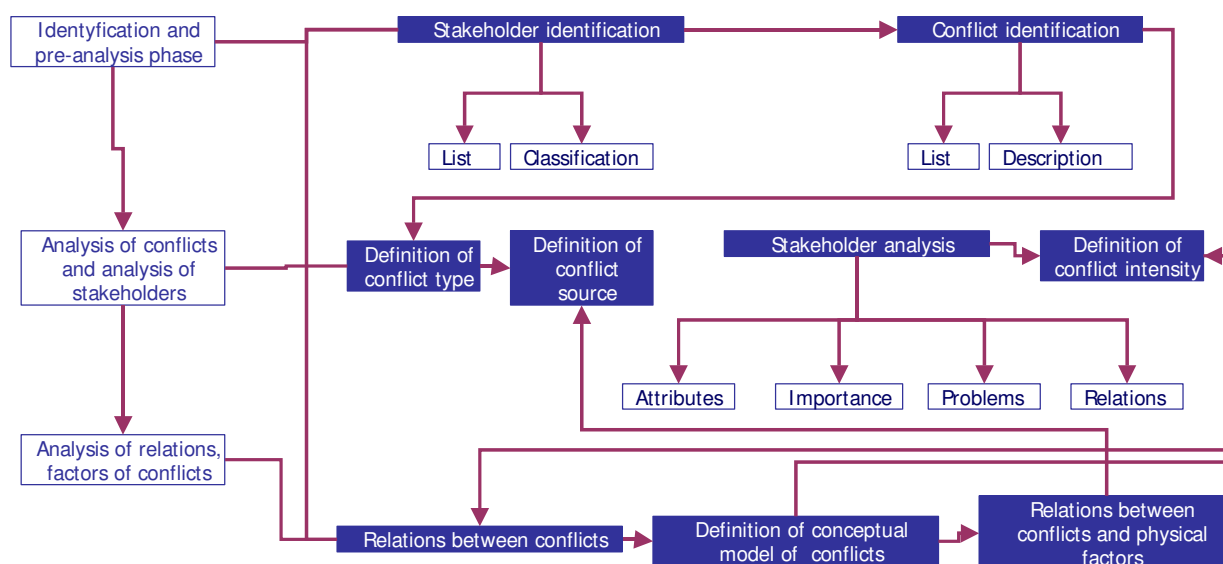 Identyfication and
pre-analysis phase
Stakeholder identification
Conflict identification
List
Classification
List
Description
Analysis of conflicts
and analysis of
stakeholders
Definition of
conflict type
Definition of
conflict
source
Stakeholder analysis
Definition of
conflict intensity
Attributes
Importance
Problems
Relations
Analysis of relations,
factors of conflicts
Relations between conflicts
Definition of conceptual
model of conflicts
Relations between
conflicts and physical
factors